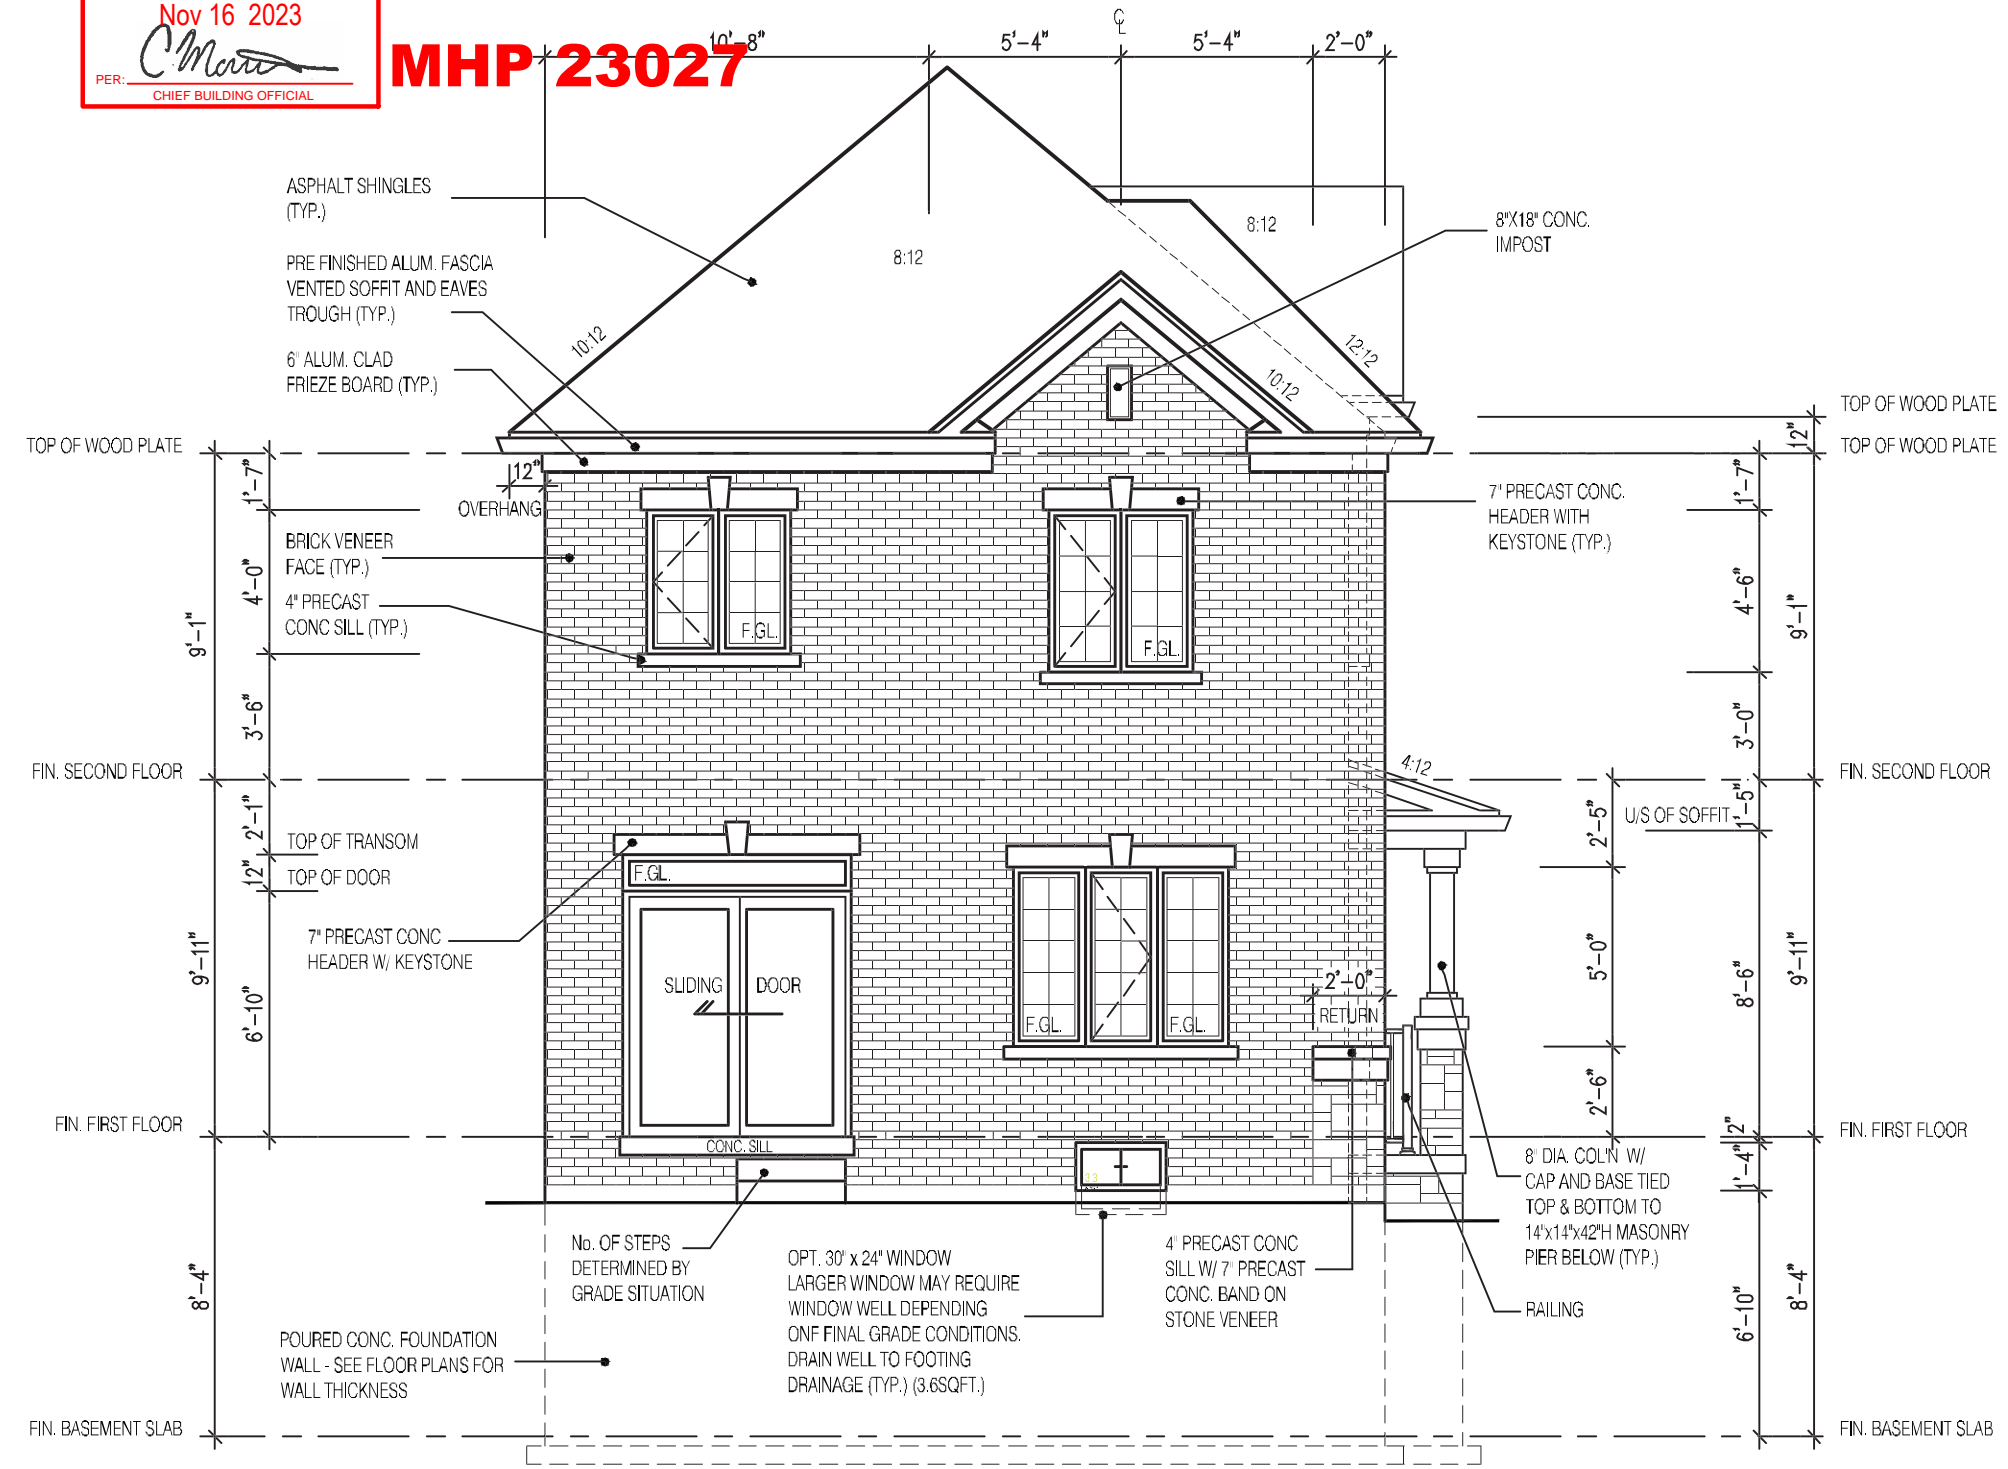 Nov 16 2023
PER:
CHIEF BUILDING OFFICIAL
MHP 23027
10'-8"
5'-4"
5'-4"
2'-0"
ASPHALT SHINGLES
(TYP.)
PRE FINISHED ALUM. FASCIA
VENTED SOFFIT AND EAVES
TROUGH (TYP.)
6" ALUM. CLAD
FRIEZE BOARD (TYP.)
8:12
8:12
10:12
12:12
10:12
8"X18" CONC.
IMPOST
TOP OF WOOD PLATE
TOP OF WOOD PLATE
TOP OF WOOD PLATE
12"
1'-7"
12"
OVERHANG
1'-7"
7" PRECAST CONC.
HEADER WITH
KEYSTONE (TYP.)
BRICK VENEER
FACE (TYP.)
4" PRECAST
CONC SILL (TYP.)
4'-0"
9'-1"
3'-6"
F.GL.
F.GL.
4'-6"
9'-1"
3'-0"
FIN. SECOND FLOOR
FIN. SECOND FLOOR
4:12
1'-5"
U/S OF SOFFIT
2'-5"
2'-1"
TOP OF TRANSOM
12"
TOP OF DOOR
F.GL.
7" PRECAST CONC
HEADER W/ KEYSTONE
9'-11"
6'-10"
SLIDING
DOOR
F.GL.
F.GL.
2'-0"
RETURN
5'-0"
8'-6"
9'-11"
2'-6"
FIN. FIRST FLOOR
FIN. FIRST FLOOR
2"
1'-4"
CONC. SILL
33
8" DIA. COL'N W/
CAP AND BASE TIED
TOP & BOTTOM TO
14"x14"x42"H MASONRY
PIER BELOW (TYP.)
No. OF STEPS
DETERMINED BY
GRADE SITUATION
OPT. 30" x 24" WINDOW
LARGER WINDOW MAY REQUIRE
WINDOW WELL DEPENDING
ONF FINAL GRADE CONDITIONS.
DRAIN WELL TO FOOTING
DRAINAGE (TYP.) (3.6SQFT.)
4" PRECAST CONC
SILL W/ 7" PRECAST
CONC. BAND ON
STONE VENEER
RAILING
8'-4"
6'-10"
8'-4"
POURED CONC. FOUNDATION
WALL - SEE FLOOR PLANS FOR
WALL THICKNESS
FIN. BASEMENT SLAB
FIN. BASEMENT SLAB